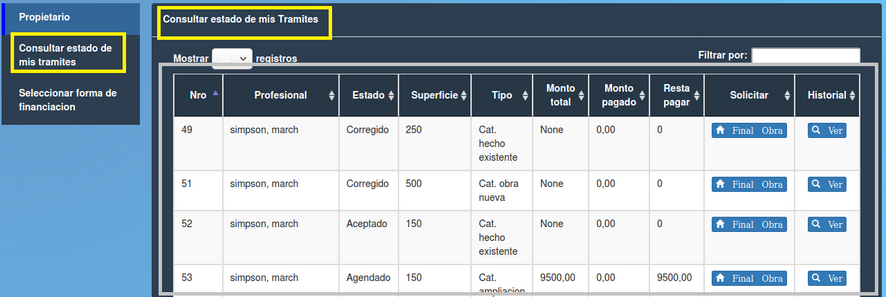 Propietario
Consultar estado de
mis tramites
Seleccionar forma de
financiacion
Consultar estado de mis Tramites
Mostrar registros
Filtrar por:
Nro Profesional Estado Superficie Tipo Monto total Monto pagado Resta pagar Solicitar Historial
49 simpson, march Corregido 250 Cat. hecho existente None 0,00 0 Final Obra Ver
51 simpson, march Corregido 500 Cat. obra nueva None 0,00 0 Final Obra Ver
52 simpson, march Aceptado 150 Cat. hecho existente None 0,00 0 Final Obra Ver
53 simpson, march Agendado 150 Cat. ampliacion 9500,00 0,00 9500,00 Final Obra Ver